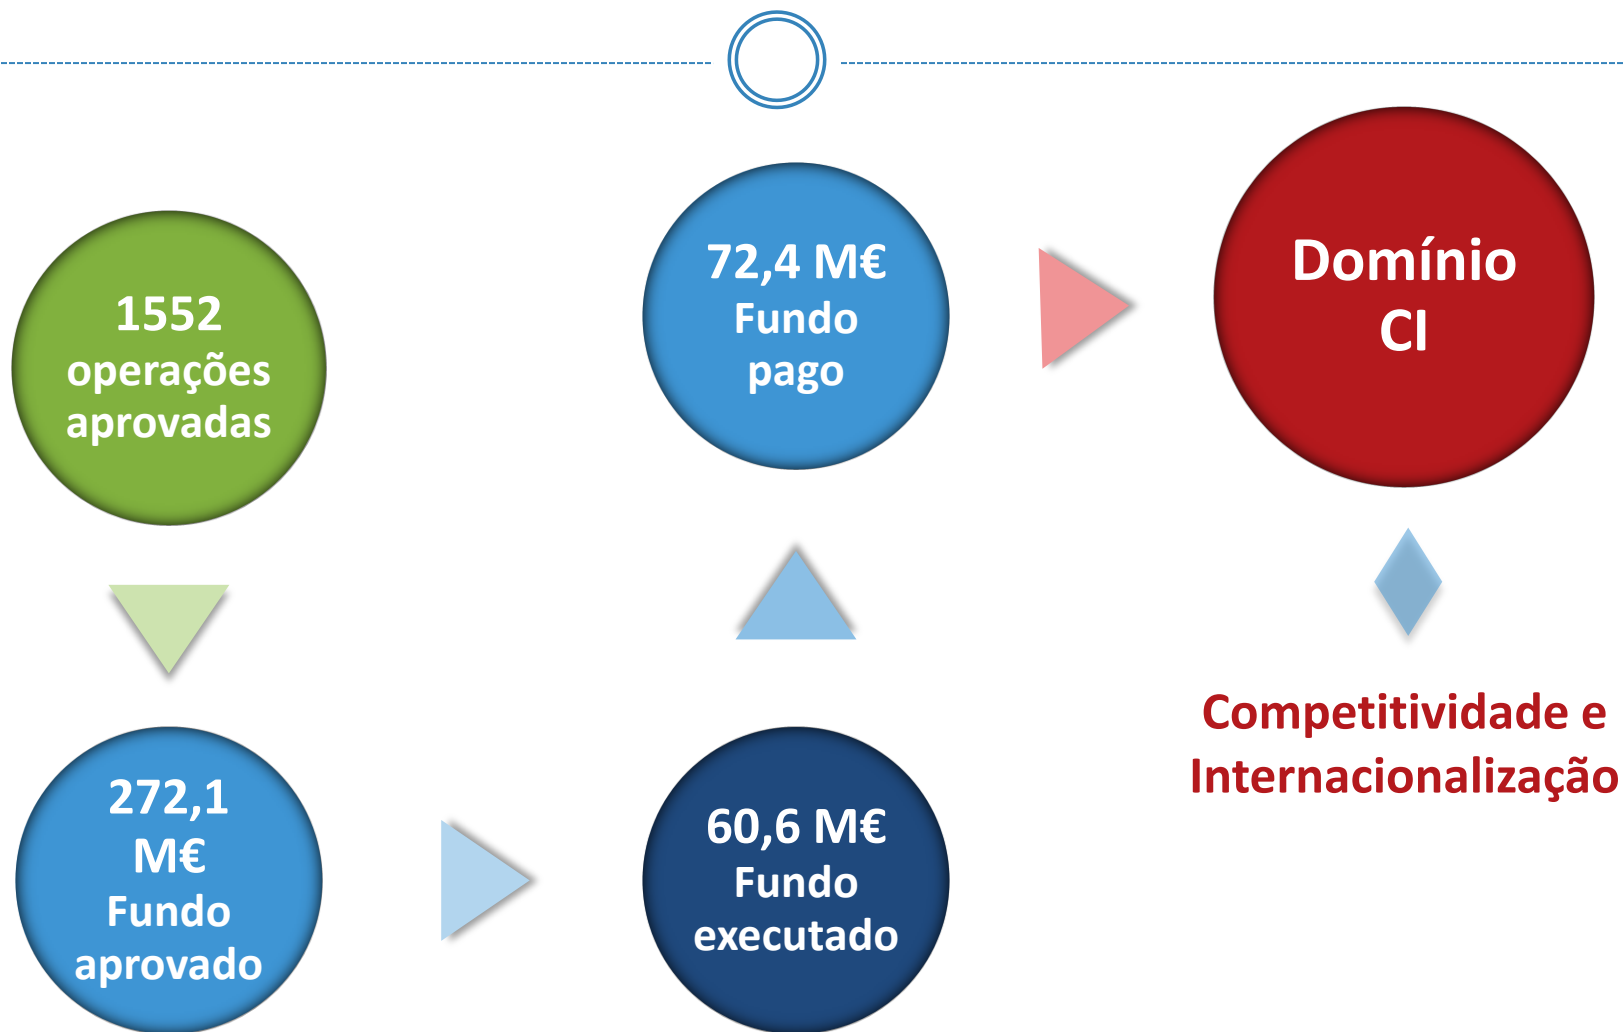 1552
operações
aprovadas
272,1
M€
Fundo
aprovado
60,6 M€
Fundo
executado
72,4 M€
Fundo
pago
Domínio
CI
Competitividade e
Internacionalização